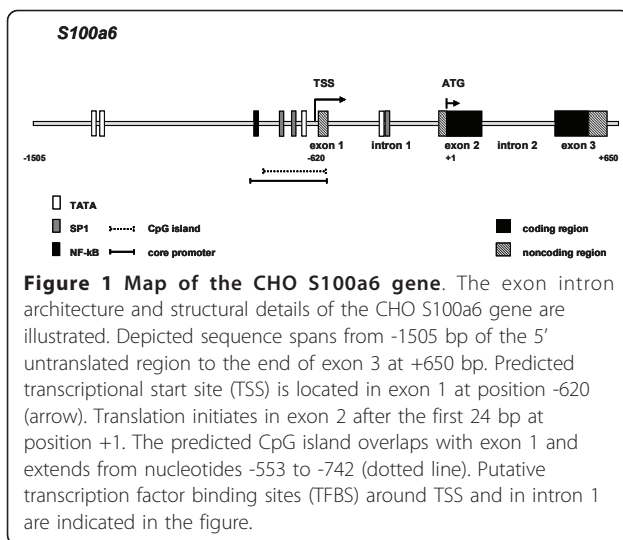 S100a6
TSS
ATG
exon 1
intron 1
exon 2
intron 2
exon 3
-1505
-620
+1
+650
TATA
SP1
CpG island
coding region
NF-kB
core promoter
noncoding region
Figure 1 Map of the CHO S100a6 gene. The exon intron
architecture and structural details of the CHO S100a6 gene are
illustrated. Depicted sequence spans from -1505 bp of the 5’
untranslated region to the end of exon 3 at +650 bp. Predicted
transcriptional start site (TSS) is located in exon 1 at position -620
(arrow). Translation initiates in exon 2 after the first 24 bp at
position +1. The predicted CpG island overlaps with exon 1 and
extends from nucleotides -553 to -742 (dotted line). Putative
transcription factor binding sites (TFBS) around TSS and in intron 1
are indicated in the figure.